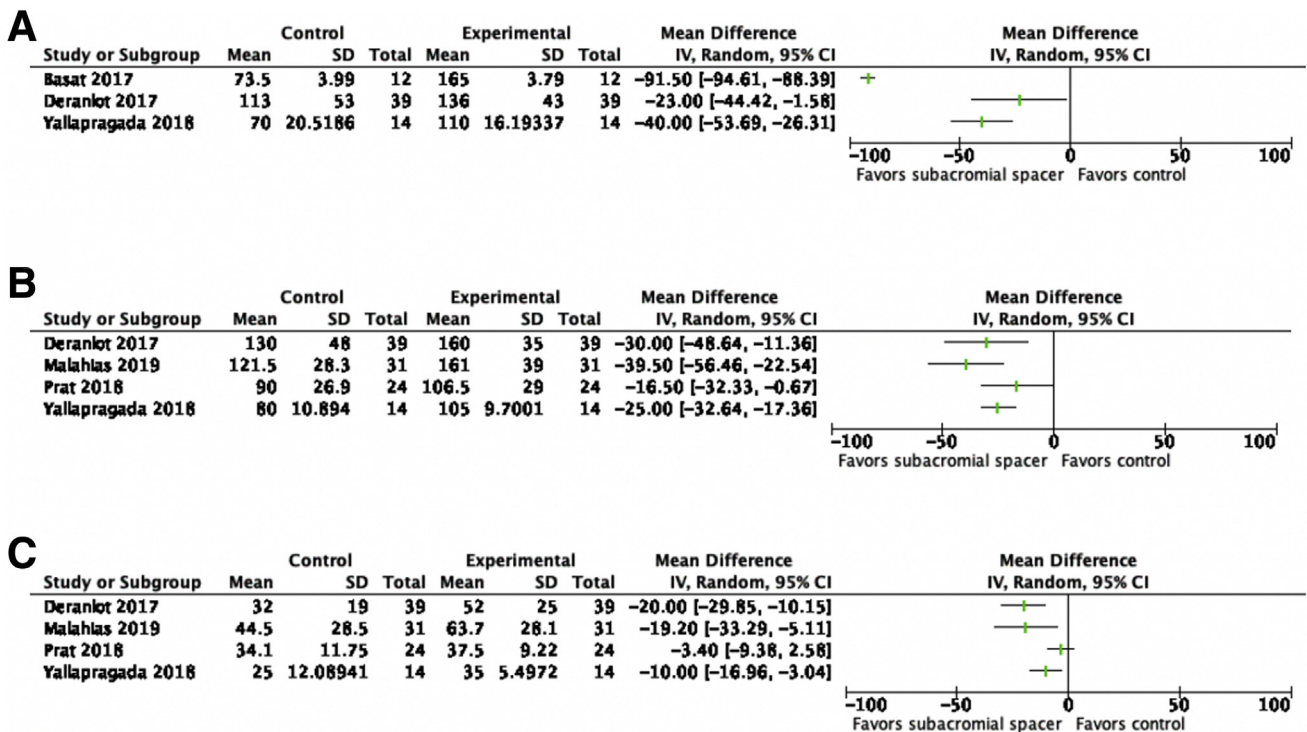 A
Control Experimental Mean Difference Mean Difference
Study or Subgroup Mean SD Total Mean SD Total IV, Random, 95% CI IV, Random, 95% CI
Basat 2017 73.5 3.99 12 165 3.79 12 −91.50 [−94.61, −88.39]
Deranlot 2017 113 53 39 136 43 39 −23.00 [−44.42, −1.58]
Yallapragada 2018 70 20.5186 14 110 16.19337 14 −40.00 [−53.69, −26.31]
−100 −50 0 50 100
Favors subacromial spacer Favors control
B
Control Experimental Mean Difference Mean Difference
Study or Subgroup Mean SD Total Mean SD Total IV, Random, 95% CI IV, Random, 95% CI
Deranlot 2017 130 48 39 160 35 39 −30.00 [−48.64, −11.36]
Malahias 2019 121.5 28.3 31 161 39 31 −39.50 [−56.46, −22.54]
Prat 2018 90 26.9 24 106.5 29 24 −16.50 [−32.33, −0.67]
Yallapragada 2018 80 10.894 14 105 9.7001 14 −25.00 [−32.64, −17.36]
−100 −50 0 50 100
Favors subacromial spacer Favors control
C
Control Experimental Mean Difference Mean Difference
Study or Subgroup Mean SD Total Mean SD Total IV, Random, 95% CI IV, Random, 95% CI
Deranlot 2017 32 19 39 52 25 39 −20.00 [−29.85, −10.15]
Malahias 2019 44.5 28.5 31 63.7 28.1 31 −19.20 [−33.29, −5.11]
Prat 2018 34.1 11.75 24 37.5 9.22 24 −3.40 [−9.38, 2.58]
Yallapragada 2018 25 12.08941 14 35 5.4972 14 −10.00 [−16.96, −3.04]
−100 −50 0 50 100
Favors subacromial spacer Favors control